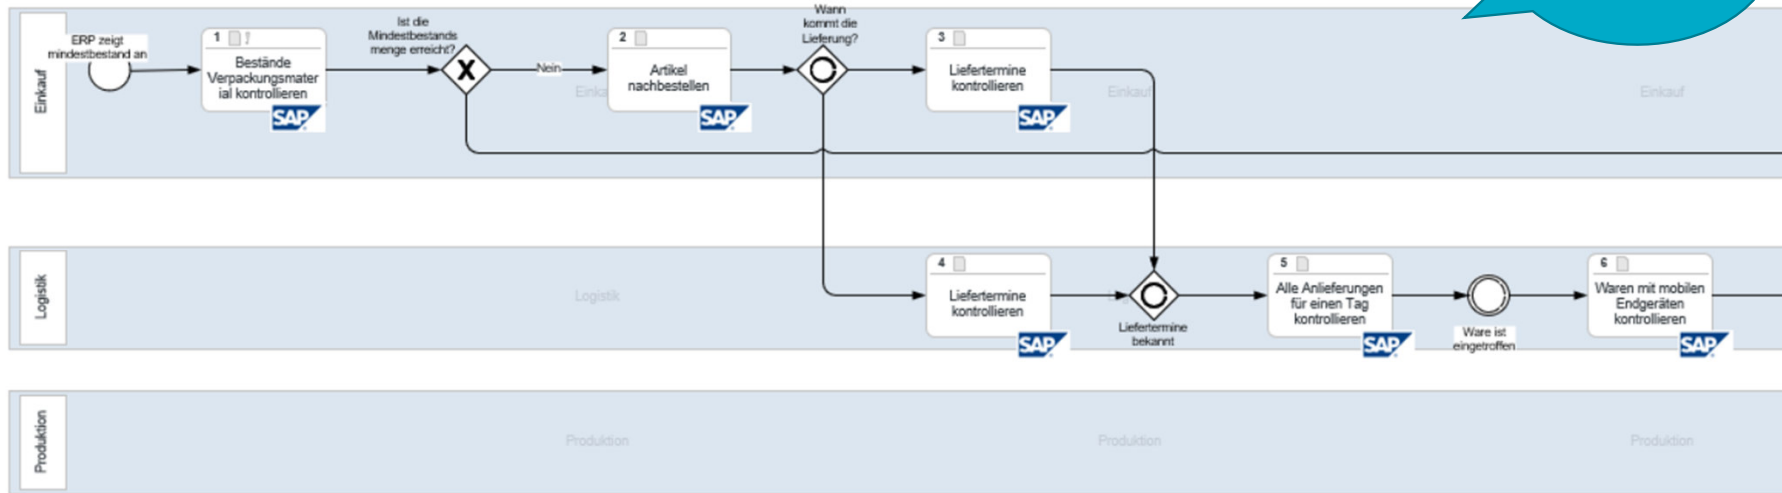 Einkauf
ERP zeigt
mindestbestand an
1
Bestände
Verpackungsmater
ial kontrollieren
SAP
Ist die
Mindestbestands
menge erreicht?
X
Nein
2
Artikel
nachbestellen
SAP
Einka
Wann
kommt die
Lieferung?
3
Liefertermine
kontrollieren
SAP
Einkauf
Einkauf
Logistik
Logistik
4
Liefertermine
kontrollieren
SAP
Liefertermine
bekannt
5
Alle Anlieferungen
für einen Tag
kontrollieren
SAP
Ware ist
eingetroffen
6
Waren mit mobilen
Endgeräten
kontrollieren
SAP
Produktion
Produktion
Produktion
Produktion